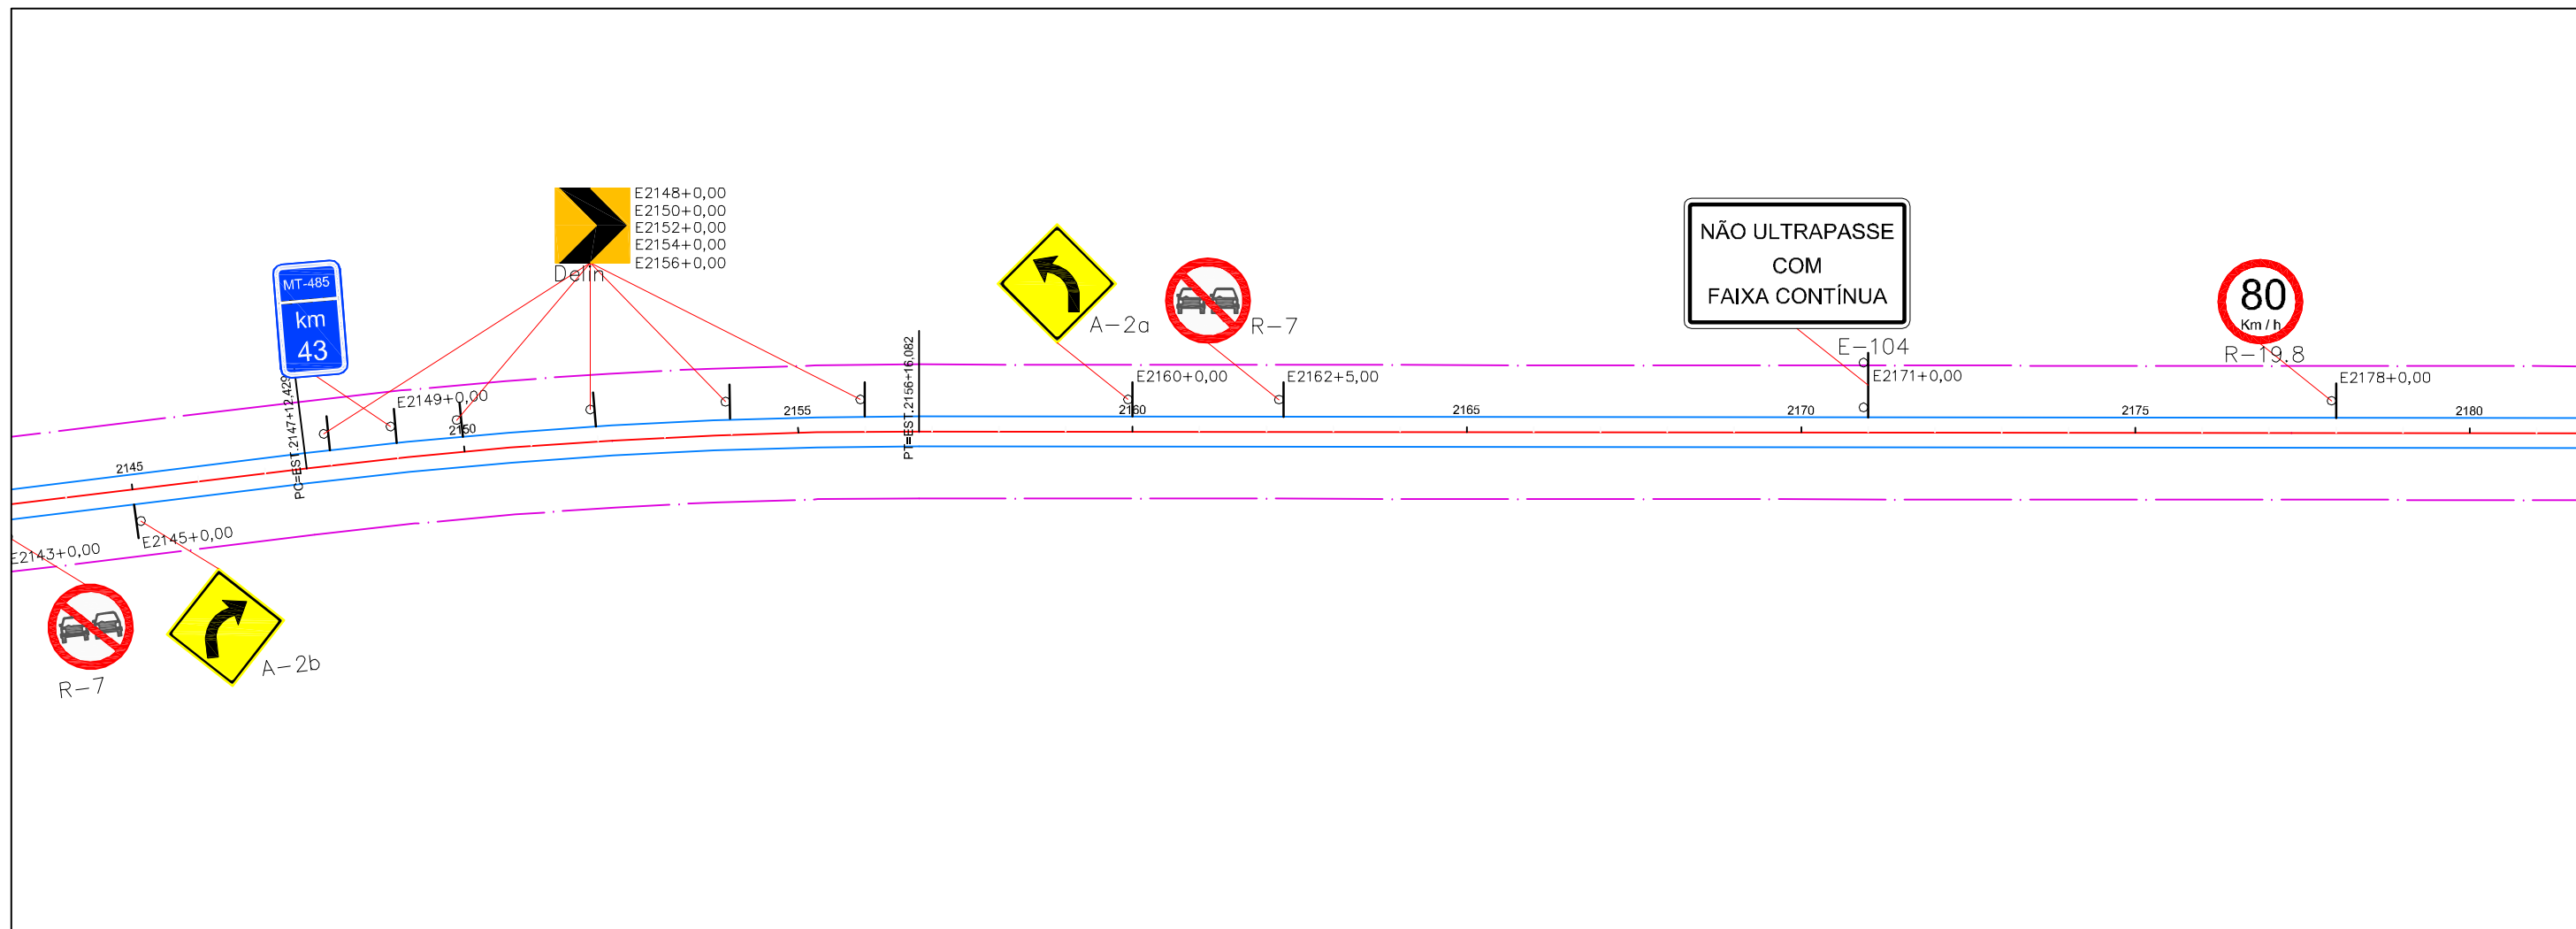 E2148+0,00
E2150+0,00
E2152+0,00
E2154+0,00
E2156+0,00
Delin
MT-485
km
43
NÃO ULTRAPASSE
COM
FAIXA CONTÍNUA
E-104
80
Km / h
R-19.8
A-2a
R-7
PC=EST.2147+12,429
E2149+0,00
PT=EST.2156+16,082
E2160+0,00
E2162+5,00
E2171+0,00
E2178+0,00
2145
2150
2155
2160
2165
2170
2175
2180
E2143+0,00
E2145+0,00
R-7
A-2b